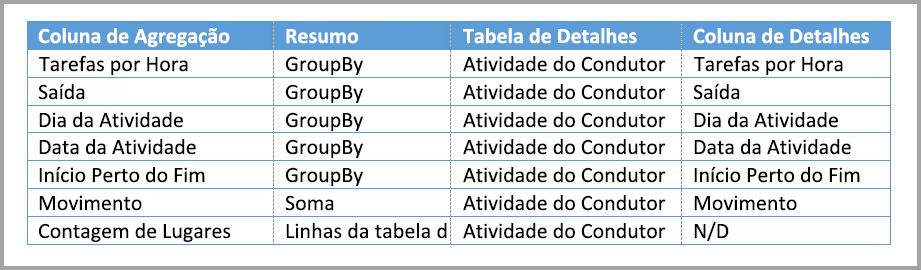 Coluna de Agregação Resumo Tabela de Detalhes Coluna de Detalhes
Tarefas por Hora GroupBy Atividade do Condutor Tarefas por Hora
Saída GroupBy Atividade do Condutor Saída
Dia da Atividade GroupBy Atividade do Condutor Dia da Atividade
Data da Atividade GroupBy Atividade do Condutor Data da Atividade
Início Perto do Fim GroupBy Atividade do Condutor Início Perto do Fim
Movimento Soma Atividade do Condutor Movimento
Contagem de Lugares Linhas da tabela d Atividade do Condutor N/D